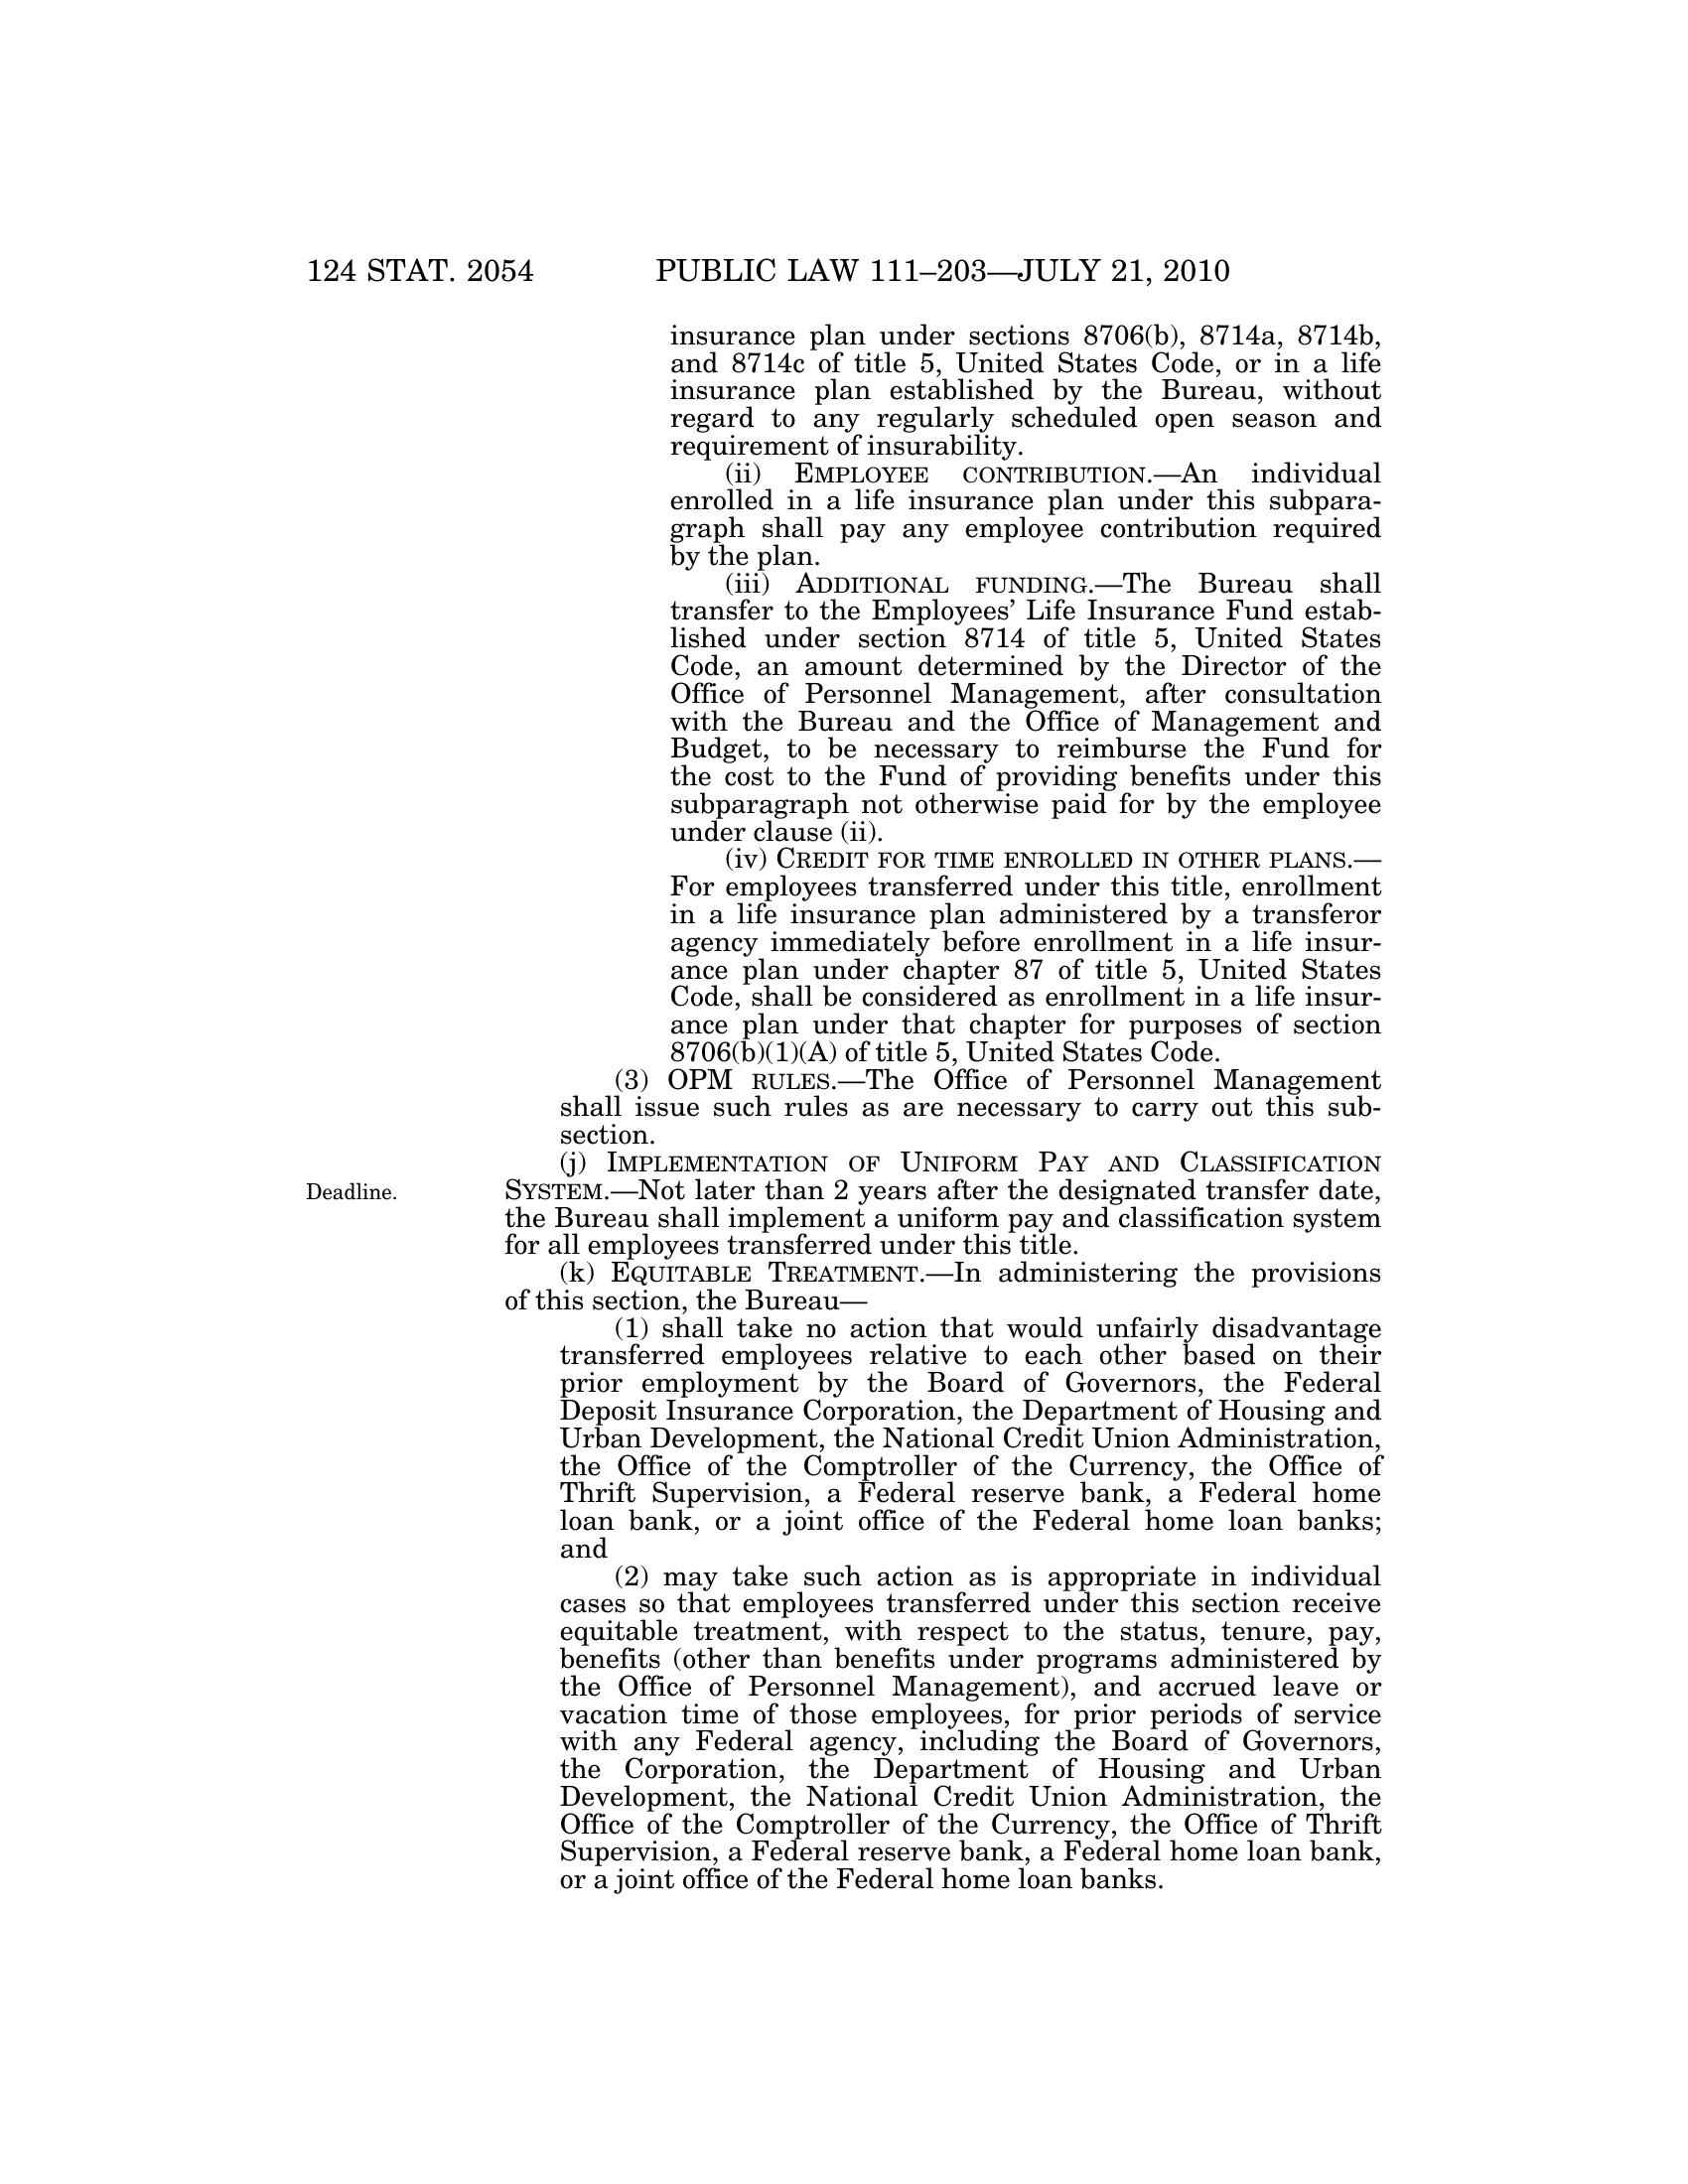 124 STAT. 2054 PUBLIC LAW 111–203—JULY 21, 2010
insurance plan under sections 8706(b), 8714a, 8714b,
and 8714c of title 5, United States Code, or in a life
insurance plan established by the Bureau, without
regard to any regularly scheduled open season and
requirement of insurability.
(ii) EMPLOYEE CONTRIBUTION.—An individual
enrolled in a life insurance plan under this subpara-
graph shall pay any employee contribution required
by the plan.
(iii) ADDITIONAL FUNDING.—The Bureau shall
transfer to the Employees’ Life Insurance Fund estab-
lished under section 8714 of title 5, United States
Code, an amount determined by the Director of the
Office of Personnel Management, after consultation
with the Bureau and the Office of Management and
Budget, to be necessary to reimburse the Fund for
the cost to the Fund of providing benefits under this
subparagraph not otherwise paid for by the employee
under clause (ii).
(iv) CREDIT FOR TIME ENROLLED IN OTHER PLANS.—
For employees transferred under this title, enrollment
in a life insurance plan administered by a transferor
agency immediately before enrollment in a life insur-
ance plan under chapter 87 of title 5, United States
Code, shall be considered as enrollment in a life insur-
ance plan under that chapter for purposes of section
8706(b)(1)(A) of title 5, United States Code.
(3) OPM RULES.—The Office of Personnel Management
shall issue such rules as are necessary to carry out this sub-
section.
(j) IMPLEMENTATION OF UNIFORM PAY AND CLASSIFICATION
Deadline.
SYSTEM.—Not later than 2 years after the designated transfer date,
the Bureau shall implement a uniform pay and classification system
for all employees transferred under this title.
(k) EQUITABLE TREATMENT.—In administering the provisions
of this section, the Bureau—
(1) shall take no action that would unfairly disadvantage
transferred employees relative to each other based on their
prior employment by the Board of Governors, the Federal
Deposit Insurance Corporation, the Department of Housing and
Urban Development, the National Credit Union Administration,
the Office of the Comptroller of the Currency, the Office of
Thrift Supervision, a Federal reserve bank, a Federal home
loan bank, or a joint office of the Federal home loan banks;
and
(2) may take such action as is appropriate in individual
cases so that employees transferred under this section receive
equitable treatment, with respect to the status, tenure, pay,
benefits (other than benefits under programs administered by
the Office of Personnel Management), and accrued leave or
vacation time of those employees, for prior periods of service
with any Federal agency, including the Board of Governors,
the Corporation, the Department of Housing and Urban
Development, the National Credit Union Administration, the
Office of the Comptroller of the Currency, the Office of Thrift
Supervision, a Federal reserve bank, a Federal home loan bank,
or a joint office of the Federal home loan banks.